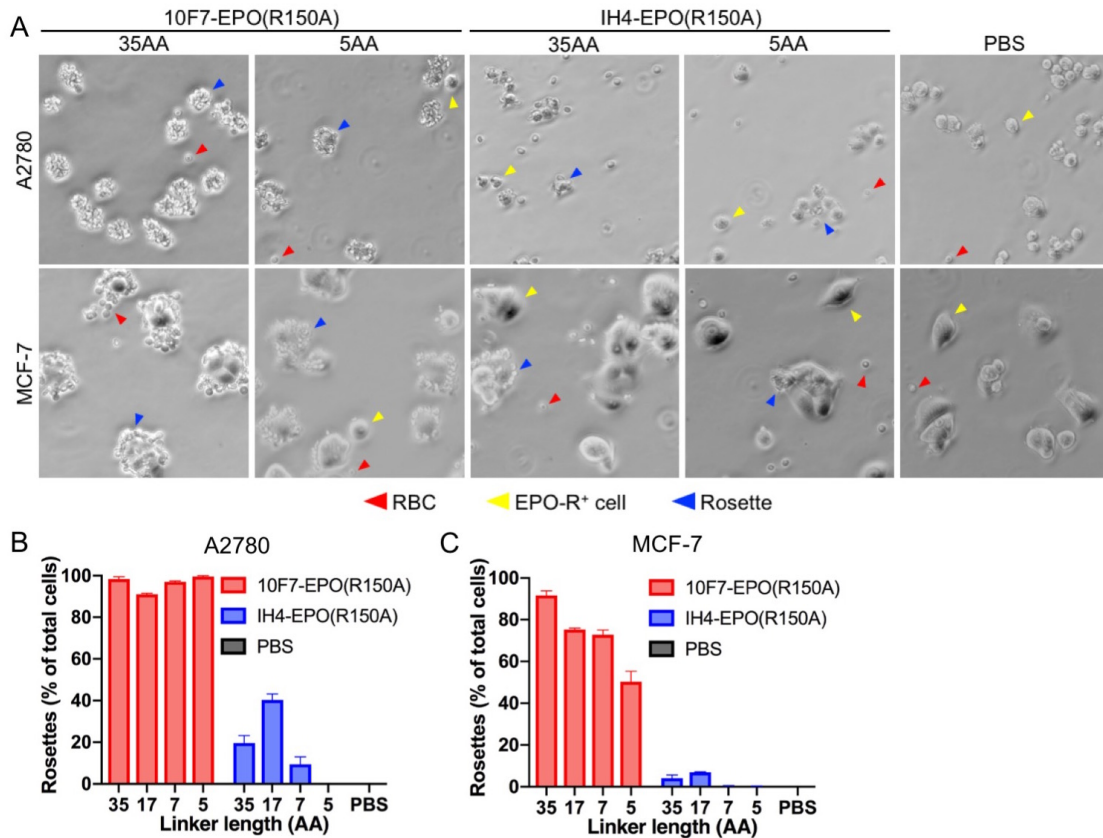 A
10F7-EPO(R150A)
IH4-EPO(R150A)
35AA
5AA
35AA
5AA
PBS
A2780
MCF-7
RBC
EPO-R⁺ cell
Rosette
B
A2780
Rosettes (% of total cells)
100
80
60
40
20
0
10F7-EPO(R150A)
IH4-EPO(R150A)
PBS
35 17 7 5 35 17 7 5 PBS
Linker length (AA)
C
MCF-7
Rosettes (% of total cells)
100
80
60
40
20
0
10F7-EPO(R150A)
IH4-EPO(R150A)
PBS
35 17 7 5 35 17 7 5 PBS
Linker length (AA)